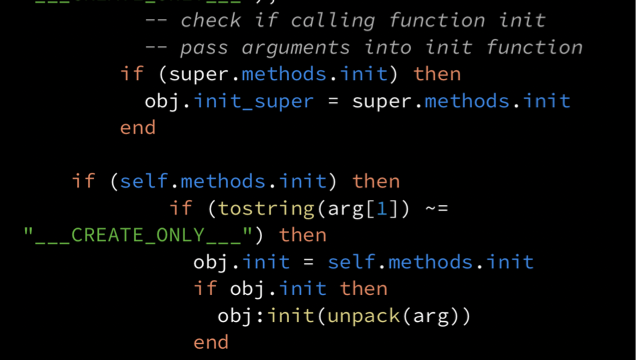 "___CREATE_ONLY___"),
-- check if calling function init
-- pass arguments into init function
if (super.methods.init) then
obj.init_super = super.methods.init
end
if (self.methods.init) then
if (tostring(arg[1]) ~=
"___CREATE_ONLY___") then
obj.init = self.methods.init
if obj.init then
obj:init(unpack(arg))
end